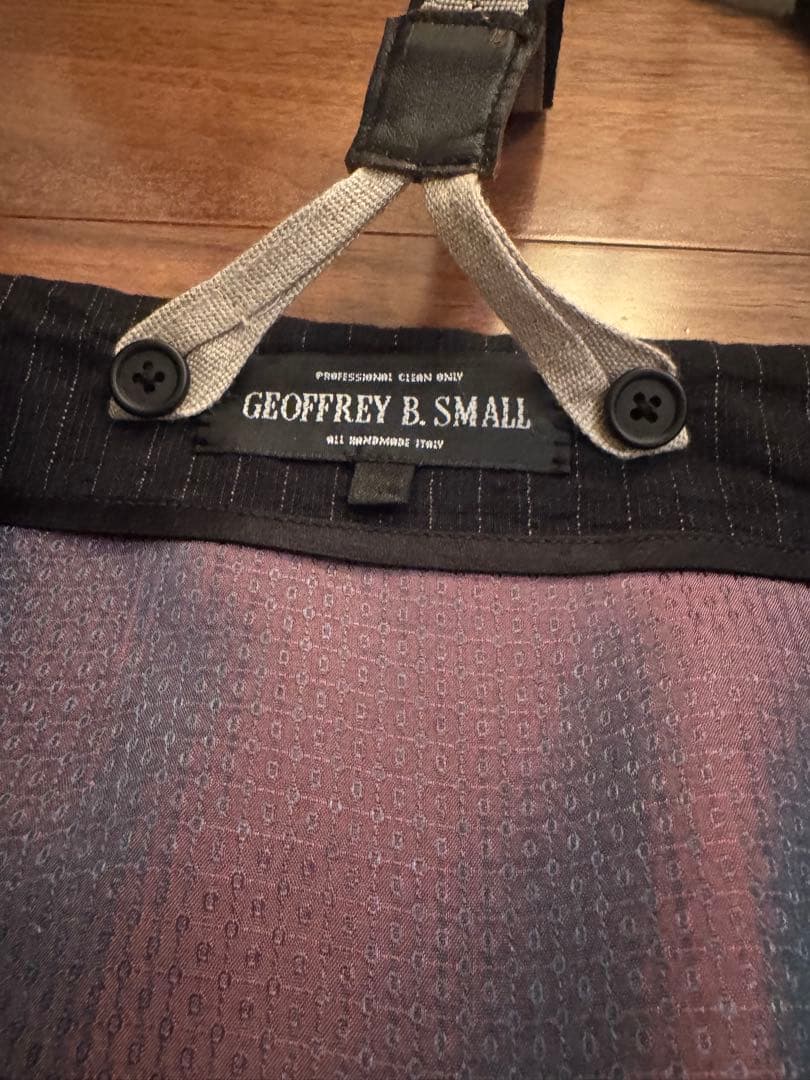 PROFESSIONAL CLEAN ONLY
GEOFFREY B. SMALL
ALL HANDMADE ITALY